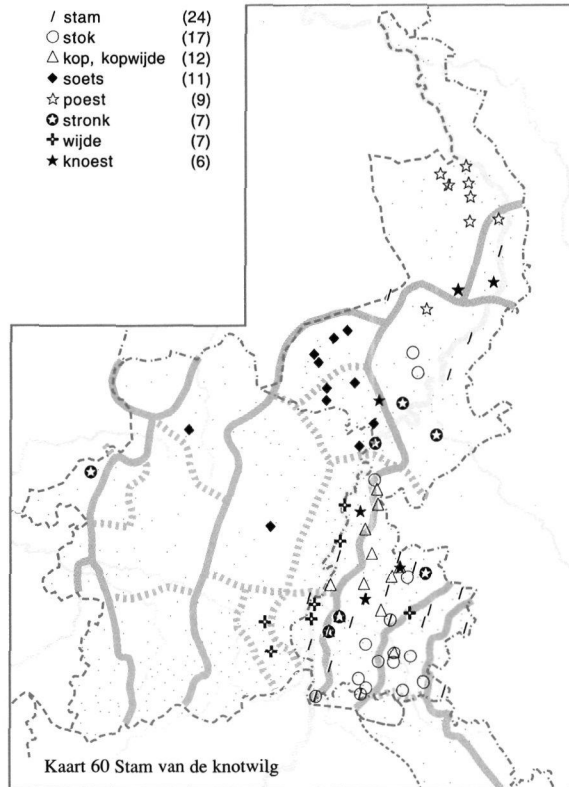 / stam (24)
○ stok (17)
△ kop, kopwijde (12)
◆ soets (11)
☆ poest (9)
✪ stronk (7)
✢ wijde (7)
★ knoest (6)
Kaart 60 Stam van de knotwilg